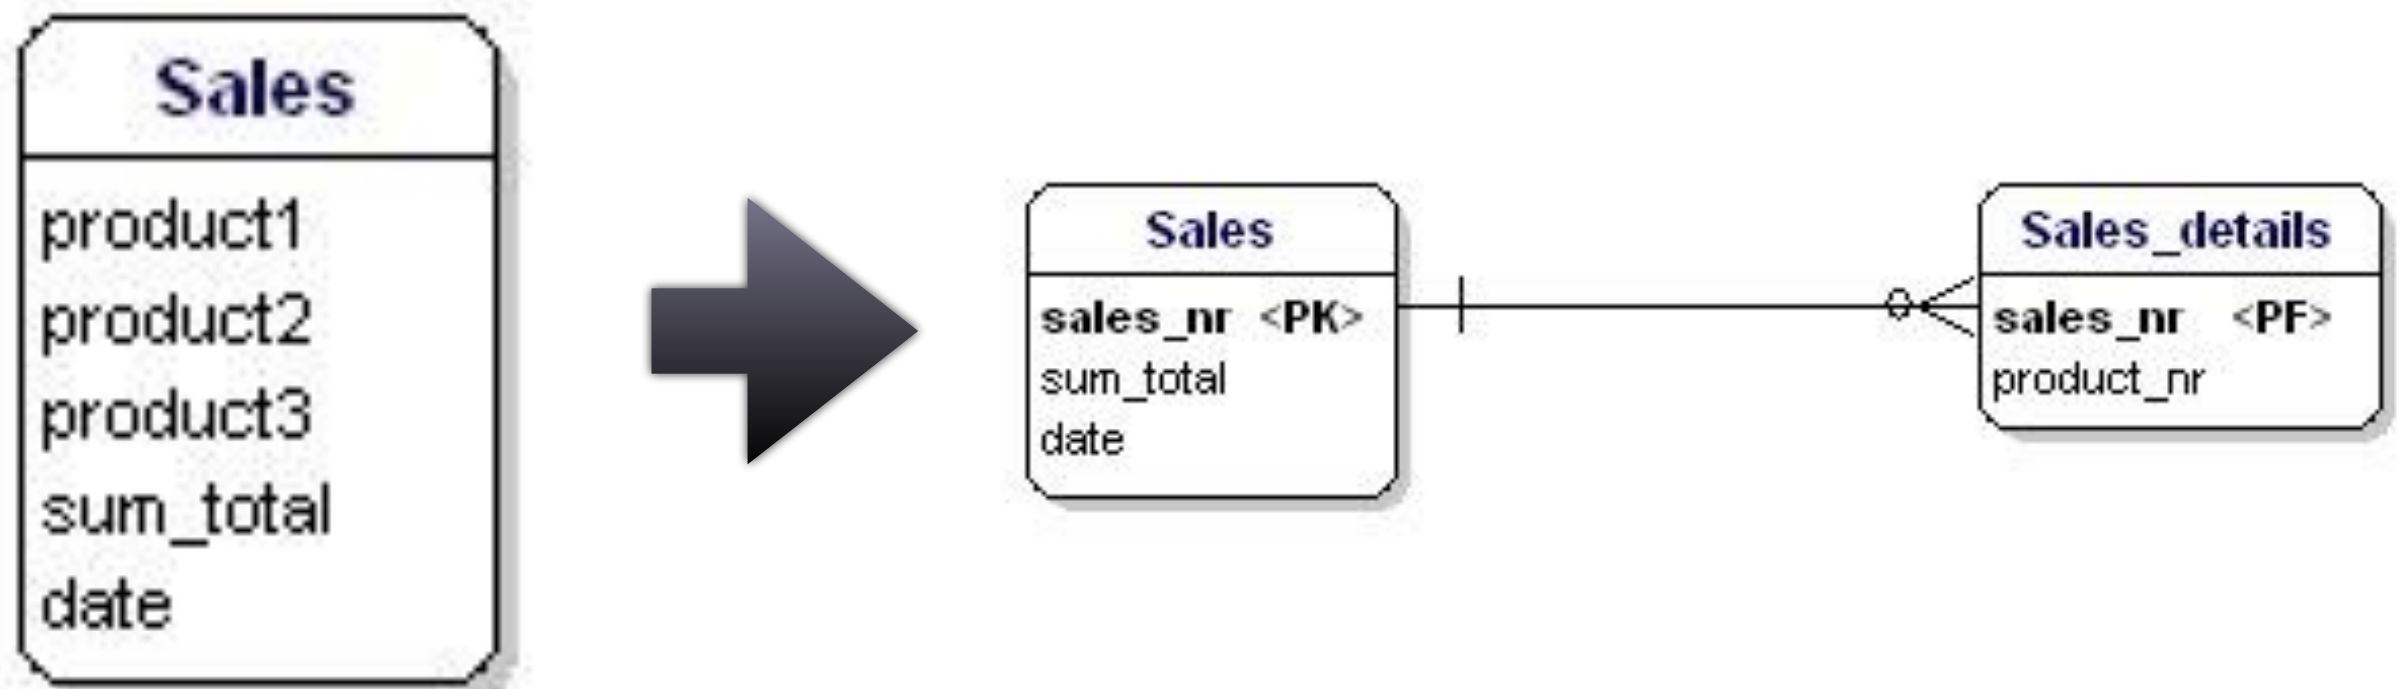 Sales
product1
product2
product3
sum_total
date
Sales
sales_nr <PK>
sum_total
date
Sales_details
sales_nr <PF>
product_nr